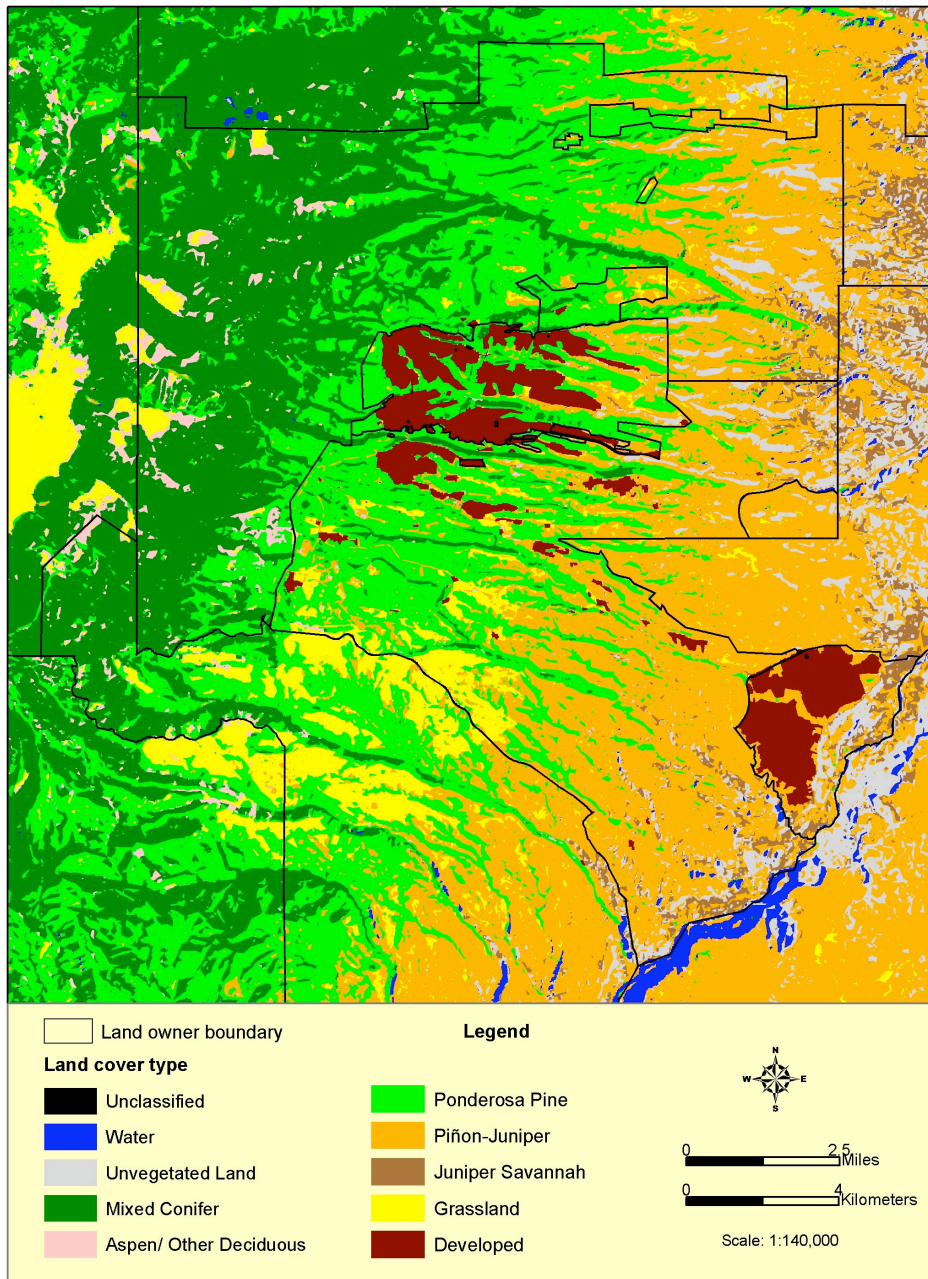 Land owner boundary
Legend
Land cover type
Unclassified
Water
Unvegetated Land
Mixed Conifer
Aspen/ Other Deciduous
Ponderosa Pine
Piñon-Juniper
Juniper Savannah
Grassland
Developed
N
W E
S
0 2.5
Miles
0 4
Kilometers
Scale: 1:140,000